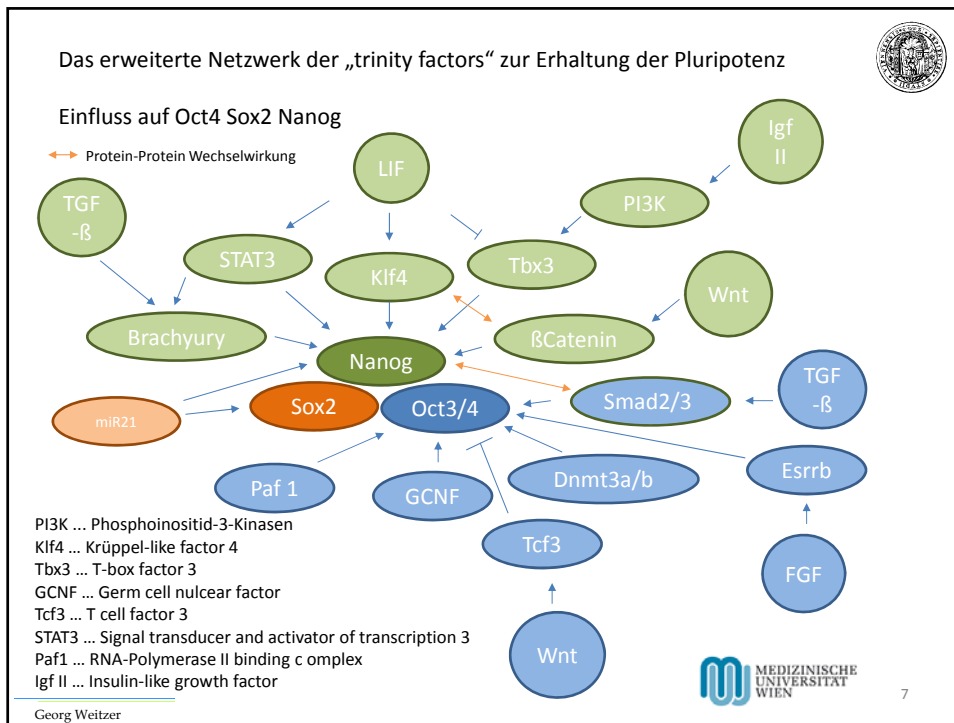 Das erweiterte Netzwerk der „trinity factors“ zur Erhaltung der Pluripotenz
Einfluss auf Oct4 Sox2 Nanog
Protein-Protein Wechselwirkung
LIF
Igf
II
TGF
-ß
PI3K
STAT3
Klf4
Tbx3
Wnt
Brachyury
ßCatenin
Nanog
TGF
-ß
miR21
Sox2
Oct3/4
Smad2/3
Paf 1
GCNF
Dnmt3a/b
Esrrb
Tcf3
FGF
Wnt
PI3K ... Phosphoinositid-3-Kinasen
Klf4 ... Krüppel-like factor 4
Tbx3 ... T-box factor 3
GCNF ... Germ cell nulcear factor
Tcf3 ... T cell factor 3
STAT3 ... Signal transducer and activator of transcription 3
Paf1 ... RNA-Polymerase II binding c omplex
Igf II ... Insulin-like growth factor
MEDIZINISCHE
UNIVERSITÄT
WIEN
7
Georg Weitzer